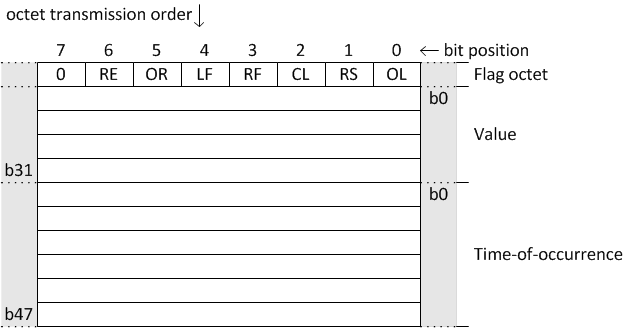 octet transmission order ↓
7 6 5 4 3 2 1 0 ← bit position
0 RE OR LF RF CL RS OL Flag octet
b0
Value
b31
b0
Time-of-occurrence
b47